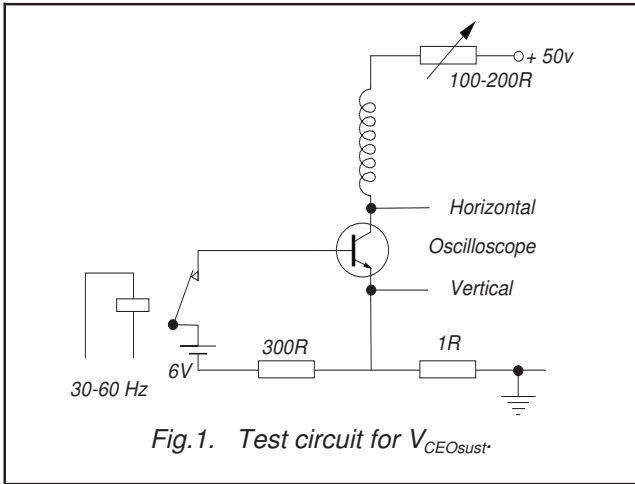 + 50v
100-200R
Horizontal
Oscilloscope
Vertical
300R
1R
6V
30-60 Hz
Fig.1. Test circuit for VCEOsust.